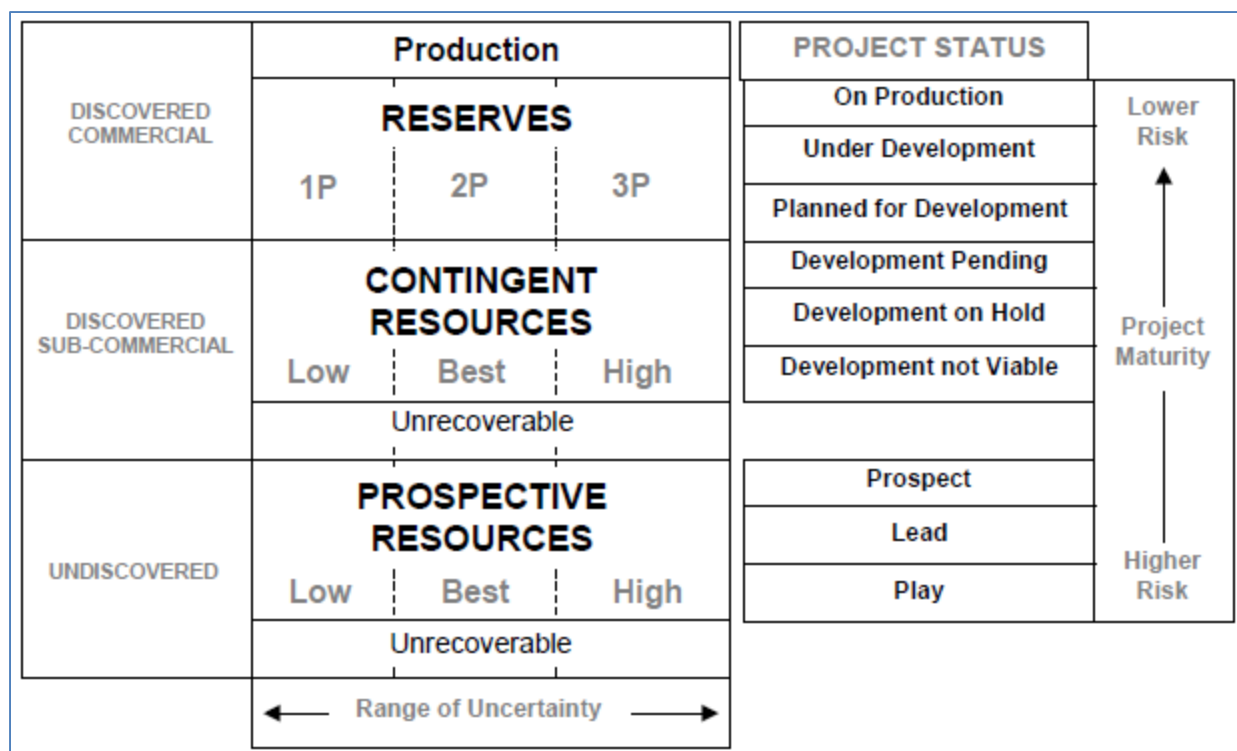 Production
PROJECT STATUS
DISCOVERED
COMMERCIAL
RESERVES
1P 2P 3P
On Production
Under Development
Planned for Development
Lower
Risk
DISCOVERED
SUB-COMMERCIAL
CONTINGENT
RESOURCES
Low Best High
Unrecoverable
Development Pending
Development on Hold
Development not Viable
Project
Maturity
UNDISCOVERED
PROSPECTIVE
RESOURCES
Low Best High
Unrecoverable
Prospect
Lead
Play
Higher
Risk
Range of Uncertainty